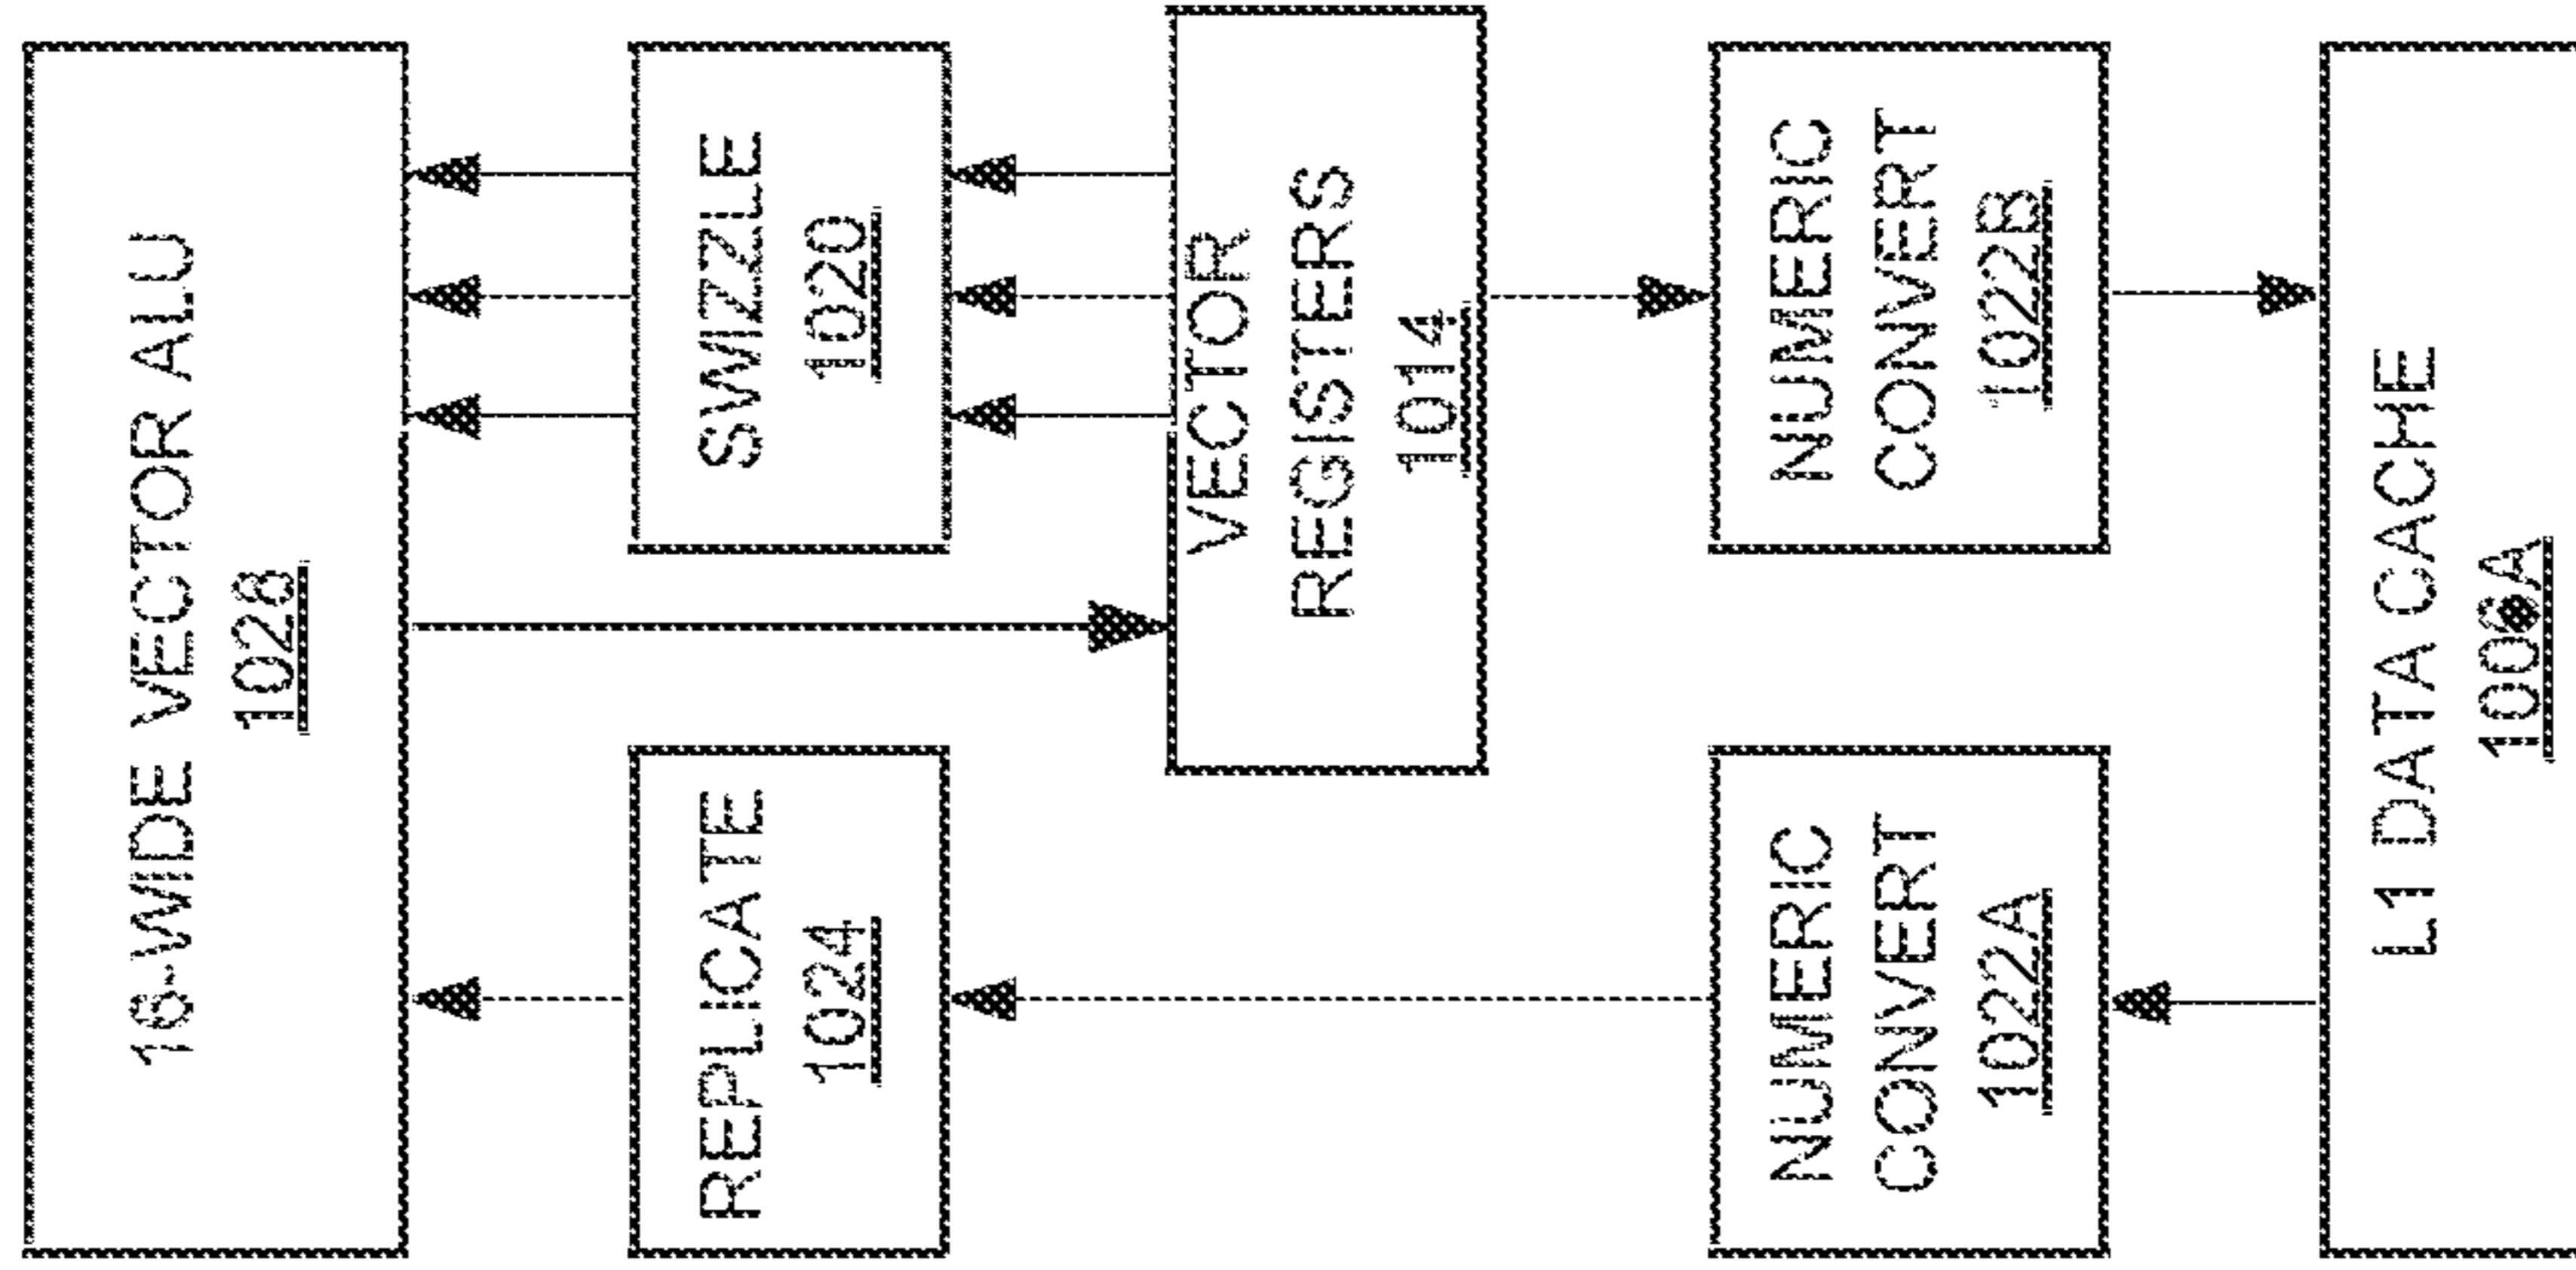 16-WIDE VECTOR ALU
1028
REPLICATE
1024
SWIZZLE
1020
VECTOR
REGISTERS
1014
NUMERIC
CONVERT
1022A
NUMERIC
CONVERT
1022B
L1 DATA CACHE